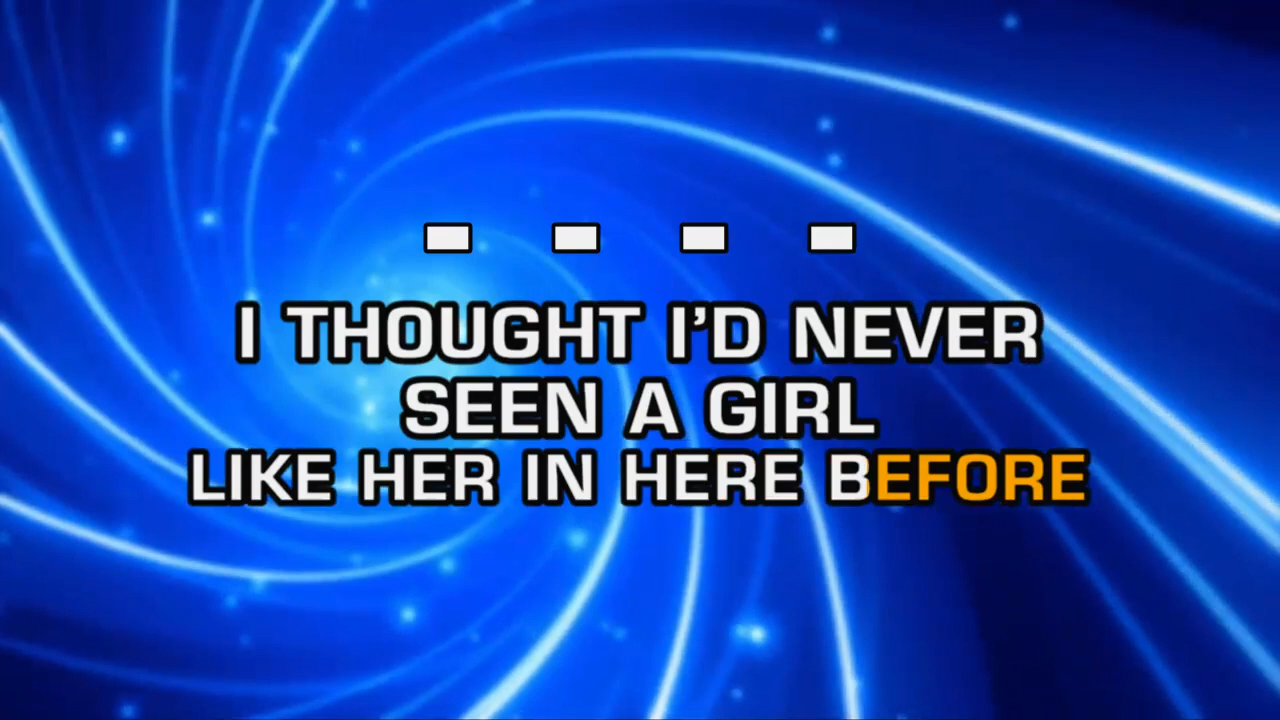 - - - -
I THOUGHT I’D NEVER
SEEN A GIRL
LIKE HER IN HERE BEFORE